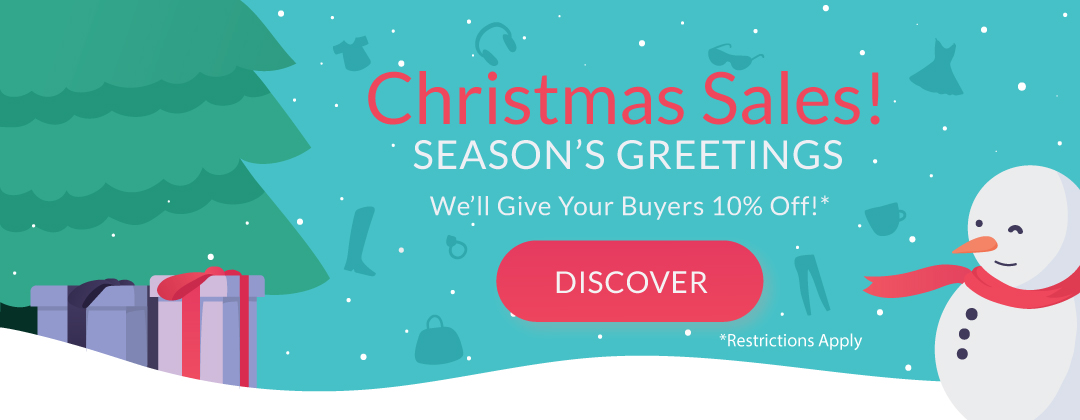 Christmas Sales!
SEASON’S GREETINGS
We’ll Give Your Buyers 10% Off!*
DISCOVER
*Restrictions Apply